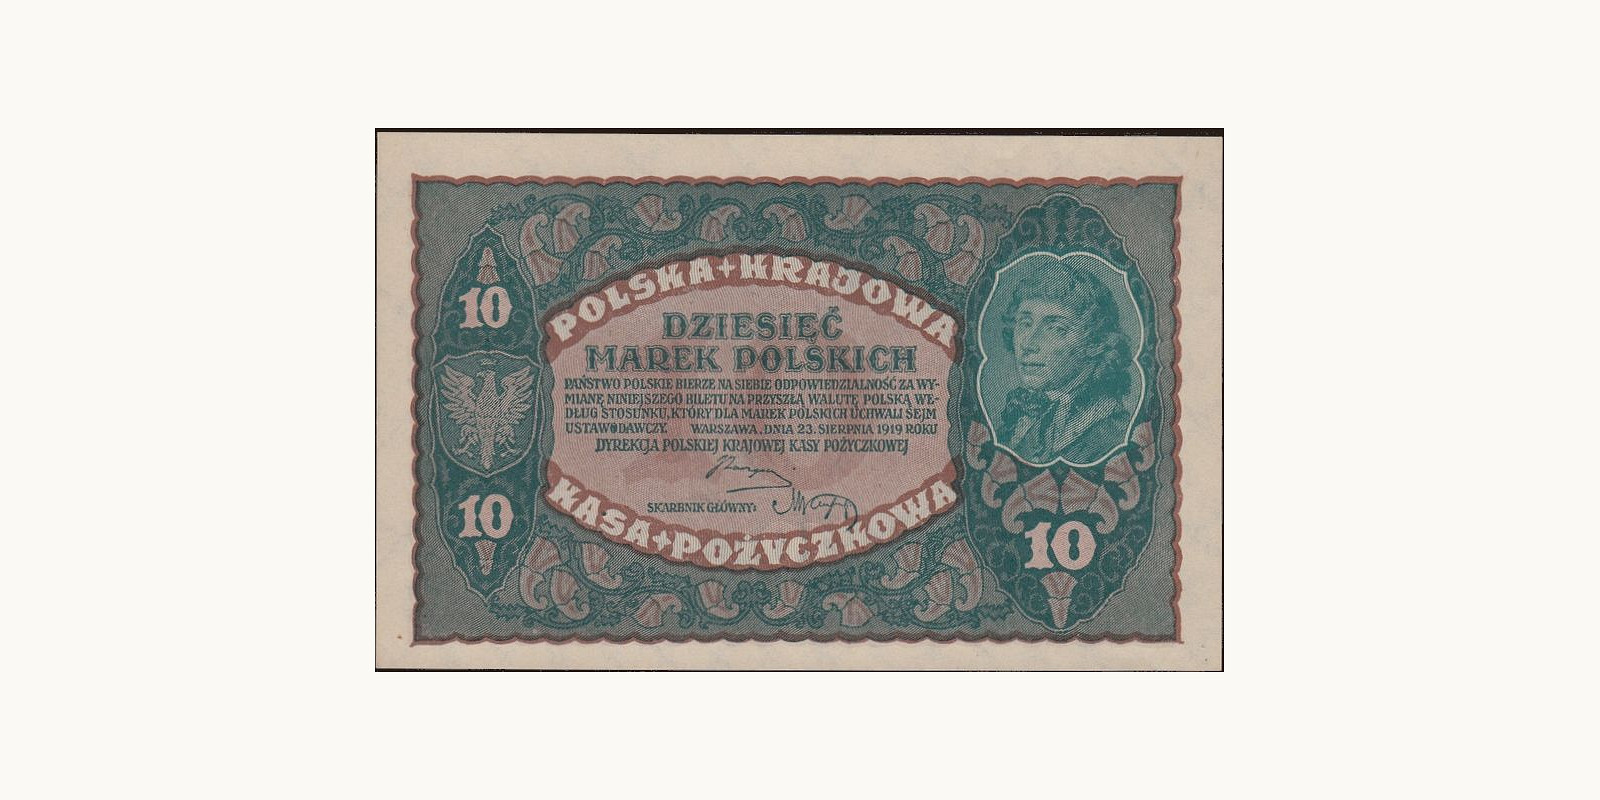 POLSKA + KRAJOWA
10
DZIESIĘĆ
MAREK POLSKICH
PAŃSTWO POLSKIE BIERZE NA SIEBIE ODPOWIEDZIALNOŚĆ ZA WY-
MIANĘ NINIEJSZEGO BILETU NA PRZYSZŁĄ WALUTĘ POLSKĄ WE-
DŁUG STOSUNKU, KTÓRY DLA MAREK POLSKICH UCHWALI SEJM
USTAWODAWCZY. WARSZAWA, DNIA 23. SIERPNIA 1919 ROKU
DYREKCJA POLSKIEJ KRAJOWEJ KASY POŻYCZKOWEJ
SKARBNIK GŁÓWNY:
10
KASA + POŻYCZKOWA
10